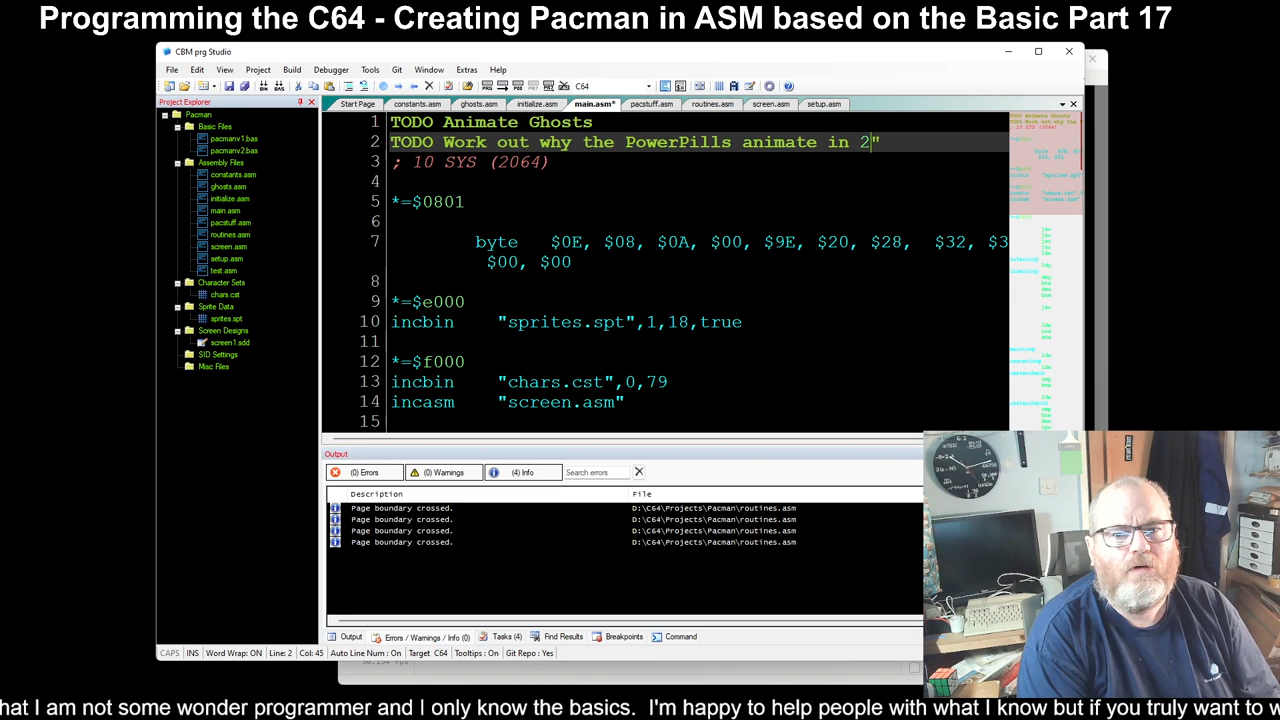 Programming the C64 - Creating Pacman in ASM based on the Basic Part 17
CBM prg Studio
File Edit View Project Build Debugger Tools Git Window Extras Help
C64
Project Explorer
Pacman
Basic Files
pacmanv1.bas
pacmanv2.bas
Assembly Files
constants.asm
ghosts.asm
initialize.asm
main.asm
pacstuff.asm
routines.asm
screen.asm
setup.asm
test.asm
Character Sets
chars.cst
Sprite Data
sprites.spt
Screen Designs
screen1.sdd
SID Settings
Misc Files
Start Page constants.asm ghosts.asm initialize.asm main.asm* pacstuff.asm routines.asm screen.asm setup.asm
1 TODO Animate Ghosts
2 TODO Work out why the PowerPills animate in 2"
3 ; 10 SYS (2064)
4
5 *=$0801
6
7 byte $0E, $08, $0A, $00, $9E, $20, $28, $32, $3
$00, $00
8
9 *=$e000
10 incbin "sprites.spt",1,18,true
11
12 *=$f000
13 incbin "chars.cst",0,79
14 incasm "screen.asm"
15
Output
(0) Errors (0) Warnings (4) Info Search errors
Description File
Page boundary crossed. D:\C64\Projects\Pacman\routines.asm
Page boundary crossed. D:\C64\Projects\Pacman\routines.asm
Page boundary crossed. D:\C64\Projects\Pacman\routines.asm
Page boundary crossed. D:\C64\Projects\Pacman\routines.asm
Output Errors / Warnings / Info (0) Tasks (4) Find Results Breakpoints Command
CAPS INS Word Wrap: ON Line: 2 Col: 45 Auto Line Num : On Target C64 Tooltips : On Git Repo : Yes
hat I am not some wonder programmer and I only know the basics. I'm happy to help people with what I know but if you truly want to w